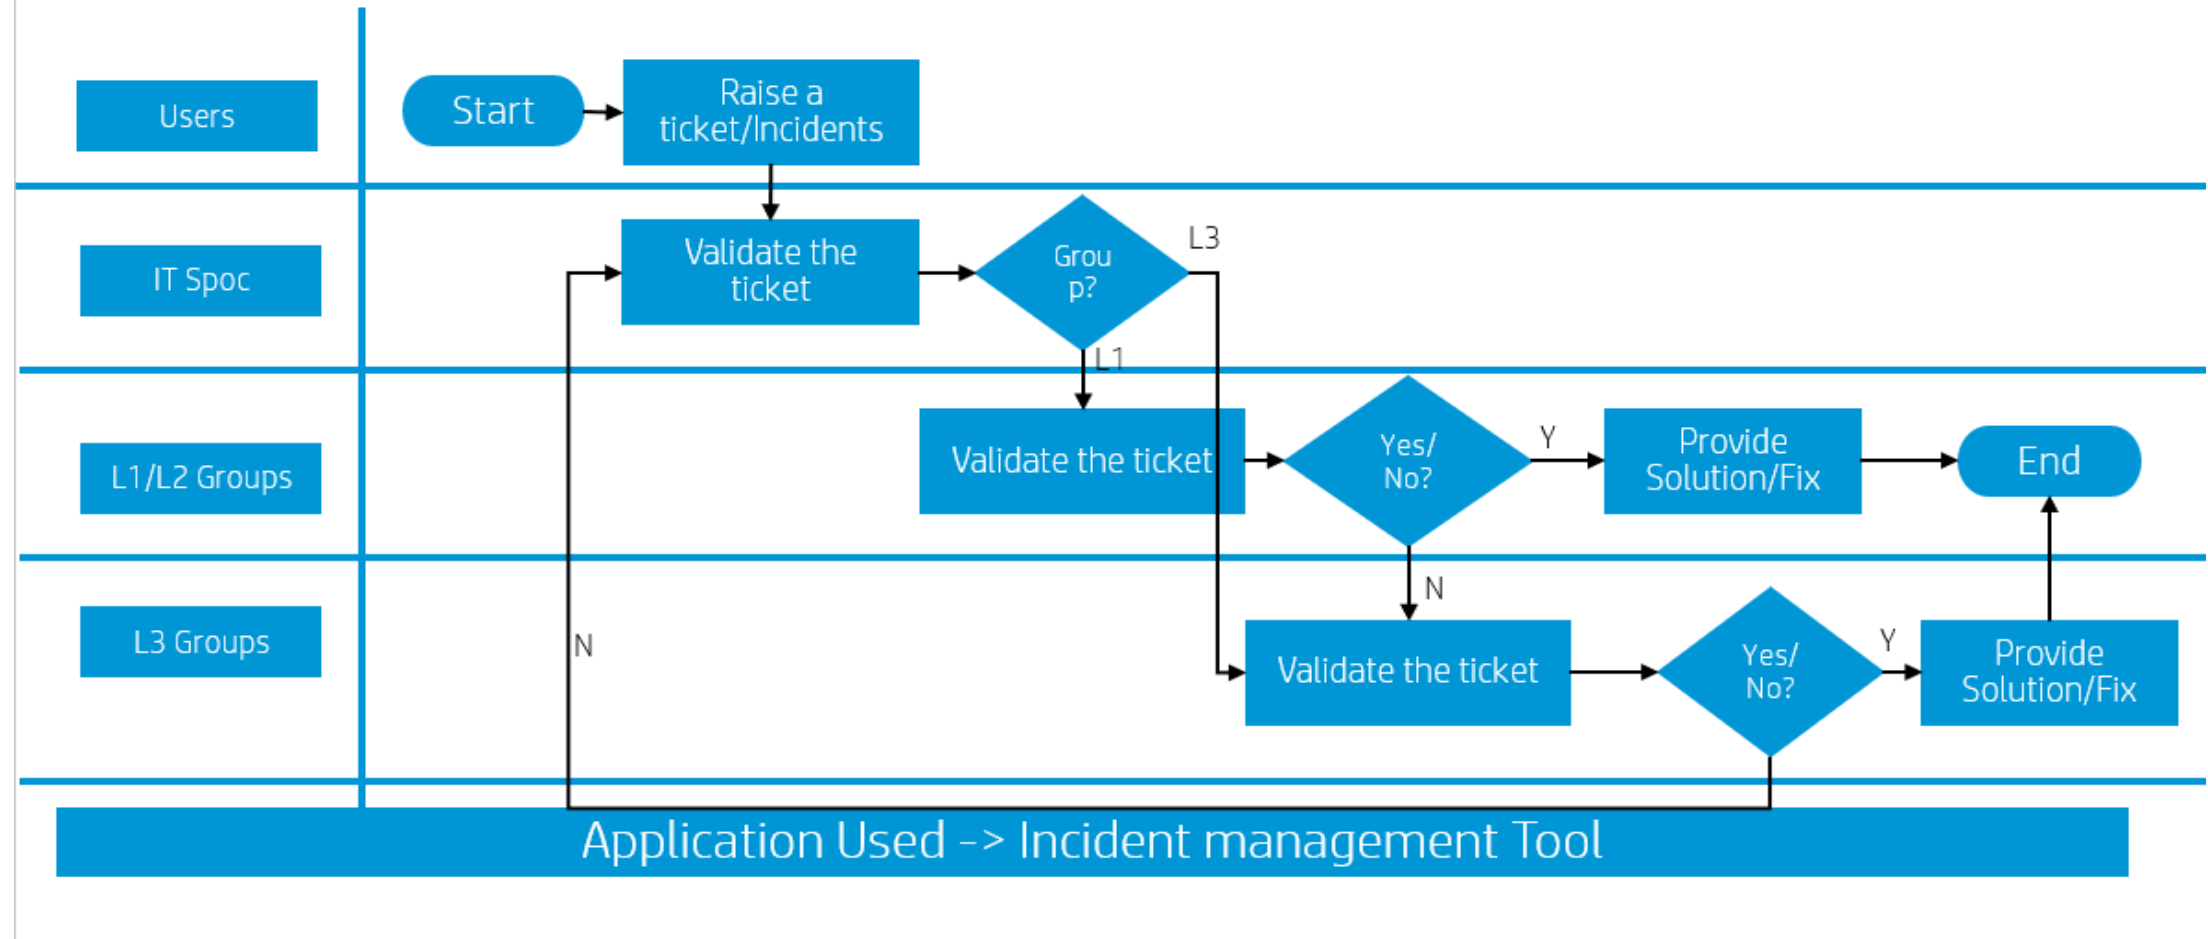 Users
Start
Raise a
ticket/Incidents
IT Spoc
Validate the
ticket
Grou
p?
L3
L1
L1/L2 Groups
Validate the ticket
Yes/
No?
Y
Provide
Solution/Fix
End
N
L3 Groups
N
Validate the ticket
Yes/
No?
Y
Provide
Solution/Fix
Application Used -> Incident management Tool